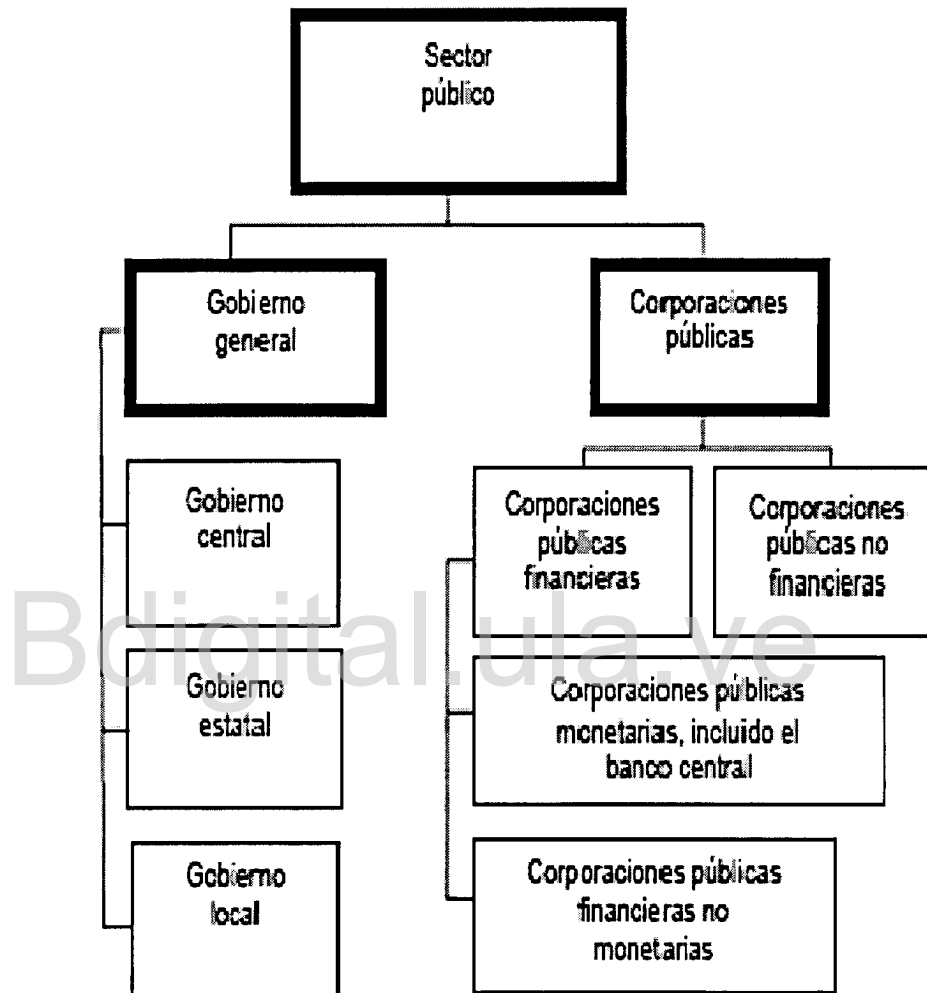 Sector
público
Gobierno
general
Corporaciones
públicas
Gobierno
central
Corporaciones
públicas
financieras
Corporaciones
públicas no
financieras
Bdigital.ula.ve
Gobierno
estatal
Corporaciones públicas
monetarias, incluido el
banco central
Gobierno
local
Corporaciones públicas
financieras no
monetarias